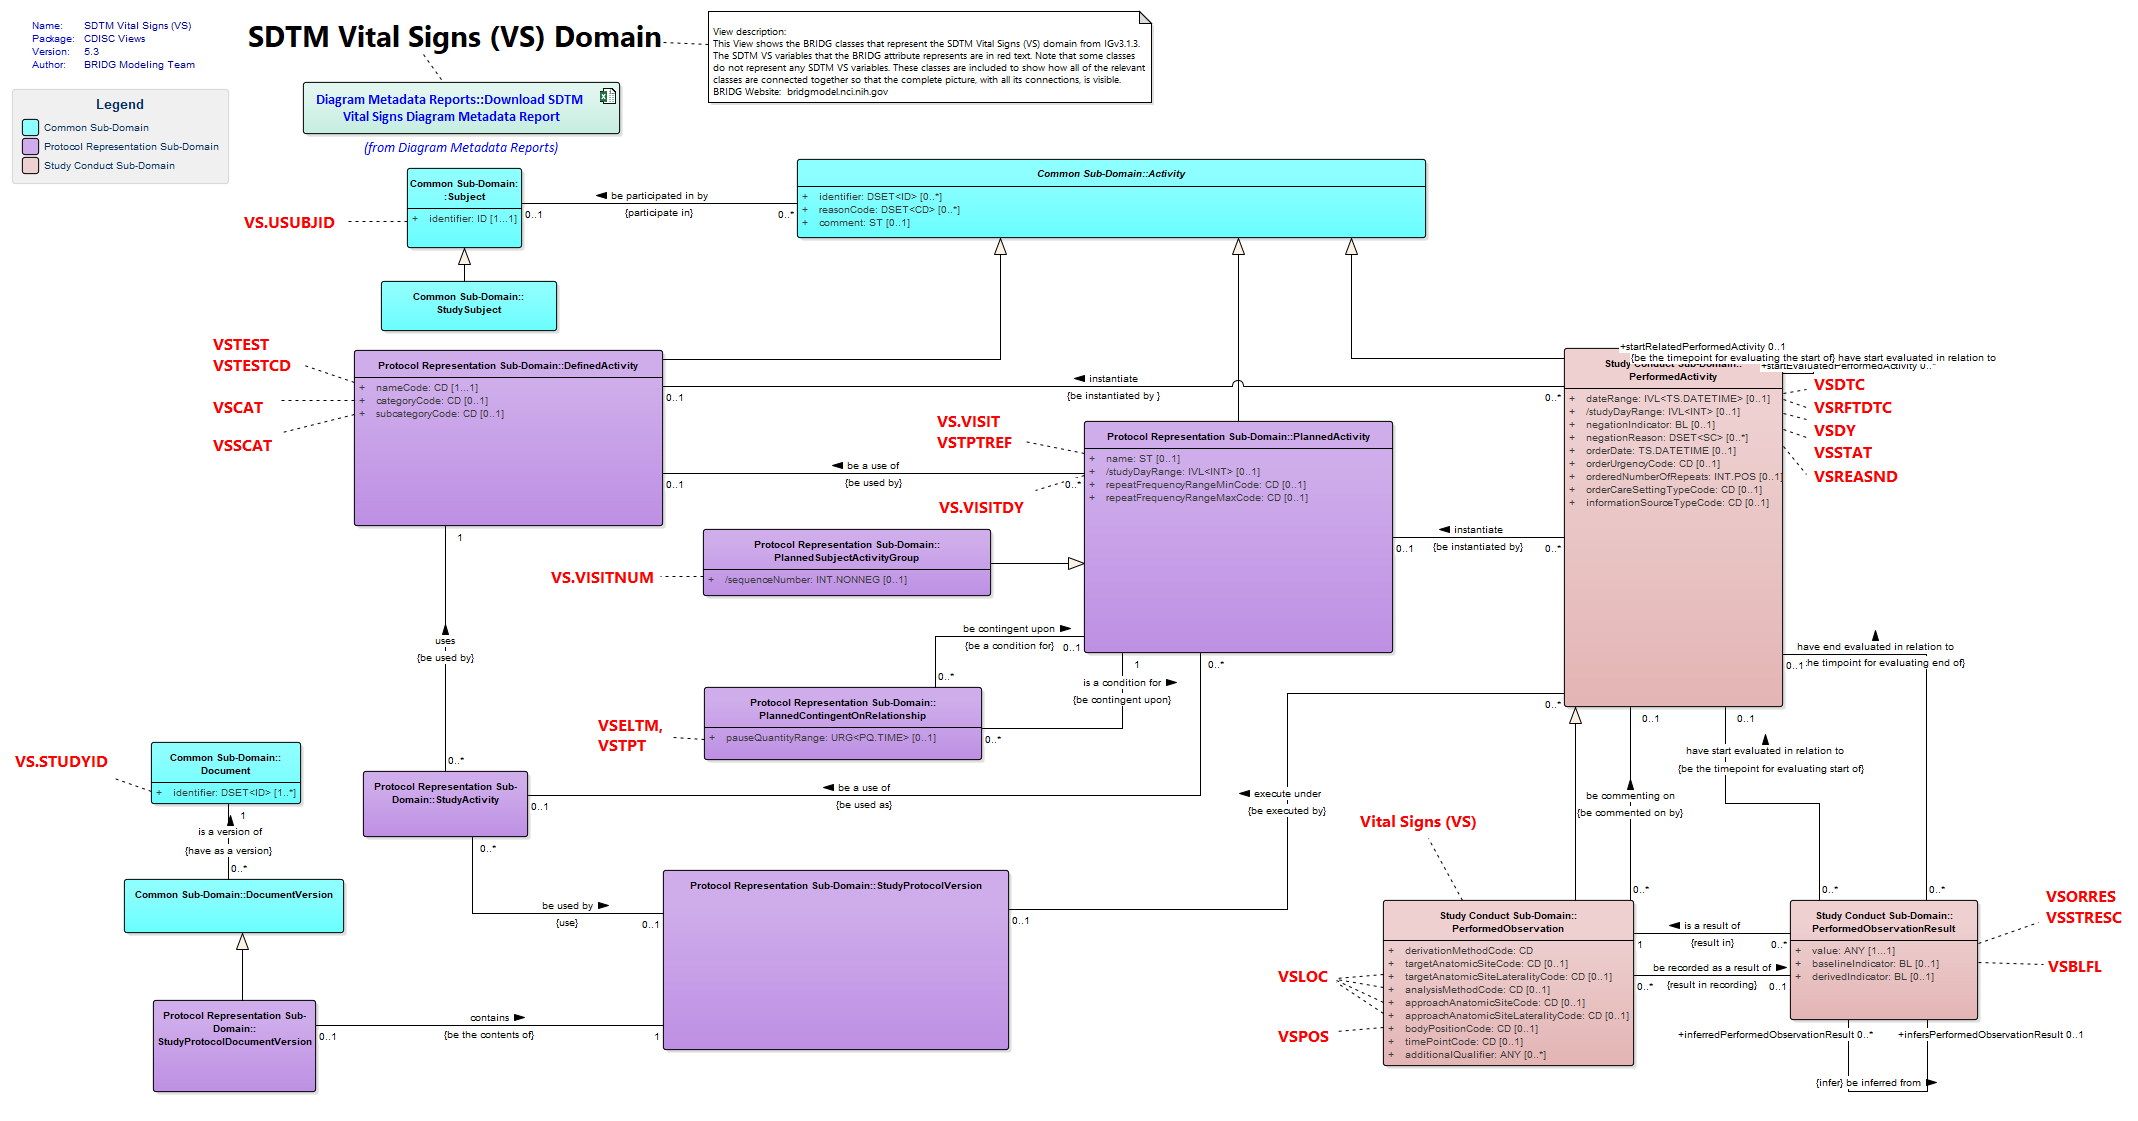 Name: SDTM Vital Signs (VS)
Package: CDISC Views
Version: 5.3
Author: BRIDG Modeling Team
SDTM Vital Signs (VS) Domain
View description:
This View shows the BRIDG classes that represent the SDTM Vital Signs (VS) domain from IGv3.1.3.
The SDTM VS variables that the BRIDG attribute represents are in red text. Note that some classes
do not represent any SDTM VS variables. These classes are included to show how all of the relevant
classes are connected together so that the complete picture, with all its connections, is visible.
BRIDG Website: bridgmodel.nci.nih.gov
Legend
Common Sub-Domain
Protocol Representation Sub-Domain
Study Conduct Sub-Domain
Diagram Metadata Reports::Download SDTM
Vital Signs Diagram Metadata Report
(from Diagram Metadata Reports)
Common Sub-Domain:
:Subject
+ identifier: ID [1...1]
VS.USUBJID
0..1
be participated in by
{participate in}
0..*
Common Sub-Domain::Activity
+ identifier: DSET<ID> [0..*]
+ reasonCode: DSET<CD> [0..*]
+ comment: ST [0..1]
Common Sub-Domain::
StudySubject
VSTEST
VSTESTCD
VSCAT
VSSCAT
Protocol Representation Sub-Domain::DefinedActivity
+ nameCode: CD [1...1]
+ categoryCode: CD [0..1]
+ subcategoryCode: CD [0..1]
0..1
instantiate
{be instantiated by }
0..*
+startRelatedPerformedActivity 0..1
{be the timepoint for evaluating the start of} have start evaluated in relation to
+startEvaluatedPerformedActivity 0..*
Study Conduct Sub-Domain::
PerformedActivity
+ dateRange: IVL<TS.DATETIME> [0..1]
+ /studyDayRange: IVL<INT> [0..1]
+ negationIndicator: BL [0..1]
+ negationReason: DSET<SC> [0..*]
+ orderDate: TS.DATETIME [0..1]
+ orderUrgencyCode: CD [0..1]
+ orderedNumberOfRepeats: INT.POS [0..1]
+ orderCareSettingTypeCode: CD [0..1]
+ informationSourceTypeCode: CD [0..1]
VSDTC
VSRFTDTC
VSDY
VSSTAT
VSREASND
VS.VISIT
VSTPTREF
VS.VISITDY
Protocol Representation Sub-Domain::PlannedActivity
+ name: ST [0..1]
+ /studyDayRange: IVL<INT> [0..1]
+ repeatFrequencyRangeMinCode: CD [0..1]
+ repeatFrequencyRangeMaxCode: CD [0..1]
0..1
be a use of
{be used by}
0..*
0..1
instantiate
{be instantiated by}
0..*
Protocol Representation Sub-Domain::
PlannedSubjectActivityGroup
+ /sequenceNumber: INT.NONNEG [0..1]
VS.VISITNUM
1
uses
{be used by}
0..*
be contingent upon
{be a condition for}
0..1
0..*
1
is a condition for
{be contingent upon}
0..*
0..*
Protocol Representation Sub-Domain::
PlannedContingentOnRelationship
+ pauseQuantityRange: URG<PQ.TIME> [0..1]
VSELTM,
VSTPT
have end evaluated in relation to
0..1
the timpoint for evaluating end of}
0..*
VS.STUDYID
Common Sub-Domain::
Document
+ identifier: DSET<ID> [1..*]
1
is a version of
{have as a version}
0..*
Protocol Representation Sub-
Domain::StudyActivity
0..1
be a use of
{be used as}
0..*
execute under
{be executed by}
0..*
0..1
0..1
have start evaluated in relation to
{be the timepoint for evaluating start of}
be commenting on
{be commented on by}
Vital Signs (VS)
0..*
0..*
0..*
Common Sub-Domain::DocumentVersion
be used by
{use}
0..1
Protocol Representation Sub-Domain::StudyProtocolVersion
0..1
Protocol Representation Sub-
Domain::
StudyProtocolDocumentVersion
0..1
contains
{be the contents of}
1
Study Conduct Sub-Domain::
PerformedObservation
+ derivationMethodCode: CD
+ targetAnatomicSiteCode: CD [0..1]
+ targetAnatomicSiteLateralityCode: CD [0..1]
+ analysisMethodCode: CD [0..1]
+ approachAnatomicSiteCode: CD [0..1]
+ approachAnatomicSiteLateralityCode: CD [0..1]
+ bodyPositionCode: CD [0..1]
+ timePointCode: CD [0..1]
+ additionalQualifier: ANY [0..*]
VSLOC
VSPOS
is a result of
1
{result in}
0..*
be recorded as a result of
0..*
{result in recording}
0..1
Study Conduct Sub-Domain::
PerformedObservationResult
+ value: ANY [1...1]
+ baselineIndicator: BL [0..1]
+ derivedIndicator: BL [0..1]
VSORRES
VSSTRESC
VSBLFL
+inferredPerformedObservationResult 0..*
+infersPerformedObservationResult 0..1
{infer} be inferred from